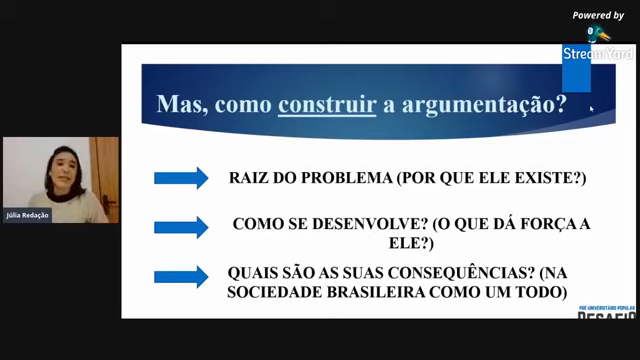 Powered by
StreamYard
Mas, como construir a argumentação?
RAIZ DO PROBLEMA (POR QUE ELE EXISTE?)
Júlia Redação
COMO SE DESENVOLVE? (O QUE DÁ FORÇA A
ELE?)
QUAIS SÃO AS SUAS CONSEQUÊNCIAS? (NA
SOCIEDADE BRASILEIRA COMO UM TODO)
PRÉ-UNIVERSITÁRIO POPULAR
DESAFIO